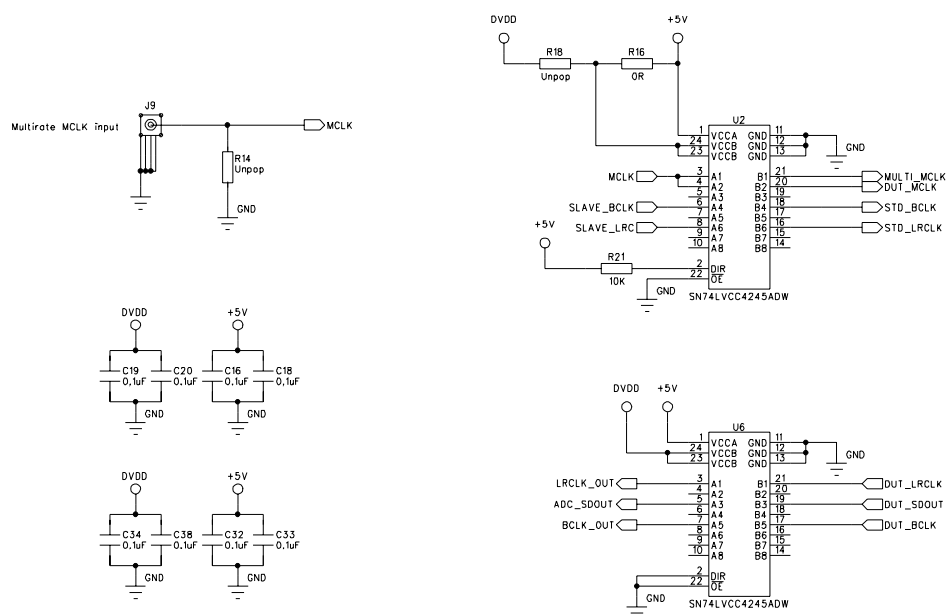 DVDD
+5V
R18
R16
Unpop
0R
J9
Multirate MCLK input
MCLK
R14
Unpop
GND
U2
1 VCCA GND 11
24 VCCB GND 12
23 VCCB GND 13
GND
MCLK 3 A1 B1 21 MULTI_MCLK
4 A2 B2 20 DUT_MCLK
5 A3 B3 19
SLAVE_BCLK 6 A4 B4 18 STD_BCLK
7 A5 B5 17
SLAVE_LRC 8 A6 B6 16 STD_LRCLK
9 A7 B7 15
10 A8 B8 14
+5V
R21
10K
2 DIR
22 OE
GND
SN74LVCC4245ADW
DVDD
+5V
C19 0.1uF
C20 0.1uF
C16 0.1uF
C18 0.1uF
GND
GND
DVDD
+5V
U6
1 VCCA GND 11
24 VCCB GND 12
23 VCCB GND 13
GND
LRCLK_OUT 3 A1 B1 21 DUT_LRCLK
4 A2 B2 20
ADC_SDOUT 5 A3 B3 19 DUT_SDOUT
6 A4 B4 18
BCLK_OUT 7 A5 B5 17 DUT_BCLK
8 A6 B6 16
9 A7 B7 15
10 A8 B8 14
2 DIR
22 OE
GND
SN74LVCC4245ADW
DVDD
+5V
C34 0.1uF
C38 0.1uF
C32 0.1uF
C33 0.1uF
GND
GND